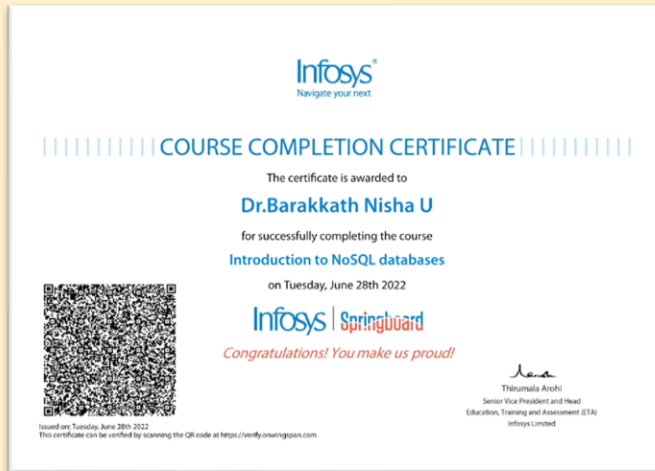 Infosys®
Navigate your next
COURSE COMPLETION CERTIFICATE
The certificate is awarded to
Dr.Barakkath Nisha U
for successfully completing the course
Introduction to NoSQL databases
on Tuesday, June 28th 2022
Infosys | Springboard
Congratulations! You make us proud!
Thirumala Arohi
Senior Vice President and Head
Education, Training and Assessment (ETA)
Infosys Limited
Issued on: Tuesday, June 28th 2022
This certificate can be verified by scanning the QR code at https://verify.onwingspan.com